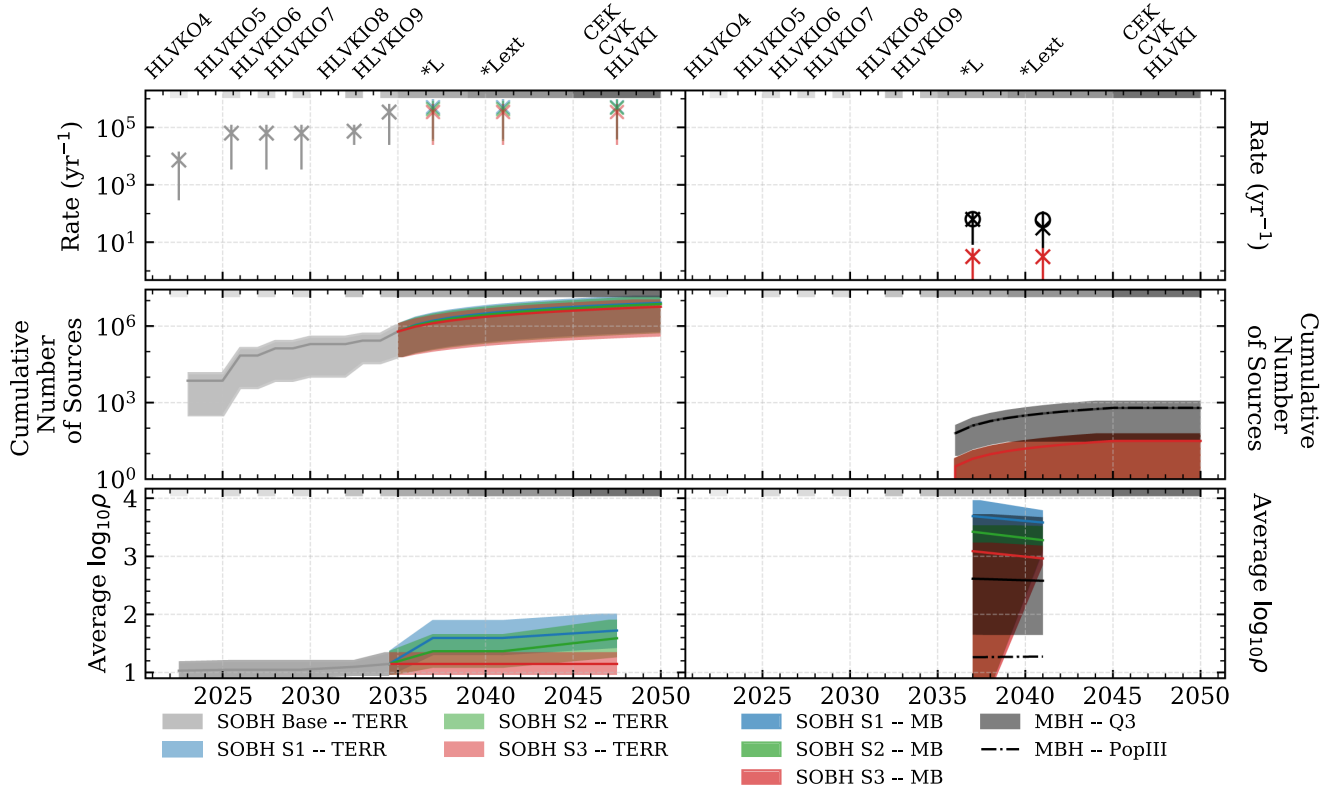 HLVKO4
HLVKIO5
HLVKIO6
HLVKIO7
HLVKIO8
HLVKIO9
*L
*Lext
CEK
CVK
HLVKI
HLVKO4
HLVKIO5
HLVKIO6
HLVKIO7
HLVKIO8
HLVKIO9
*L
*Lext
CEK
CVK
HLVKI
Rate (yr⁻¹)
10⁵
10³
10¹
Rate (yr⁻¹)
Cumulative
Number
of Sources
10⁶
10³
10⁰
Cumulative
Number
of Sources
Average log₁₀ρ
4
3
2
1
Average log₁₀ρ
2025 2030 2035 2040 2045 2050
2025 2030 2035 2040 2045 2050
SOBH Base -- TERR
SOBH S1 -- TERR
SOBH S2 -- TERR
SOBH S3 -- TERR
SOBH S1 -- MB
SOBH S2 -- MB
SOBH S3 -- MB
MBH -- Q3
MBH -- PopIII